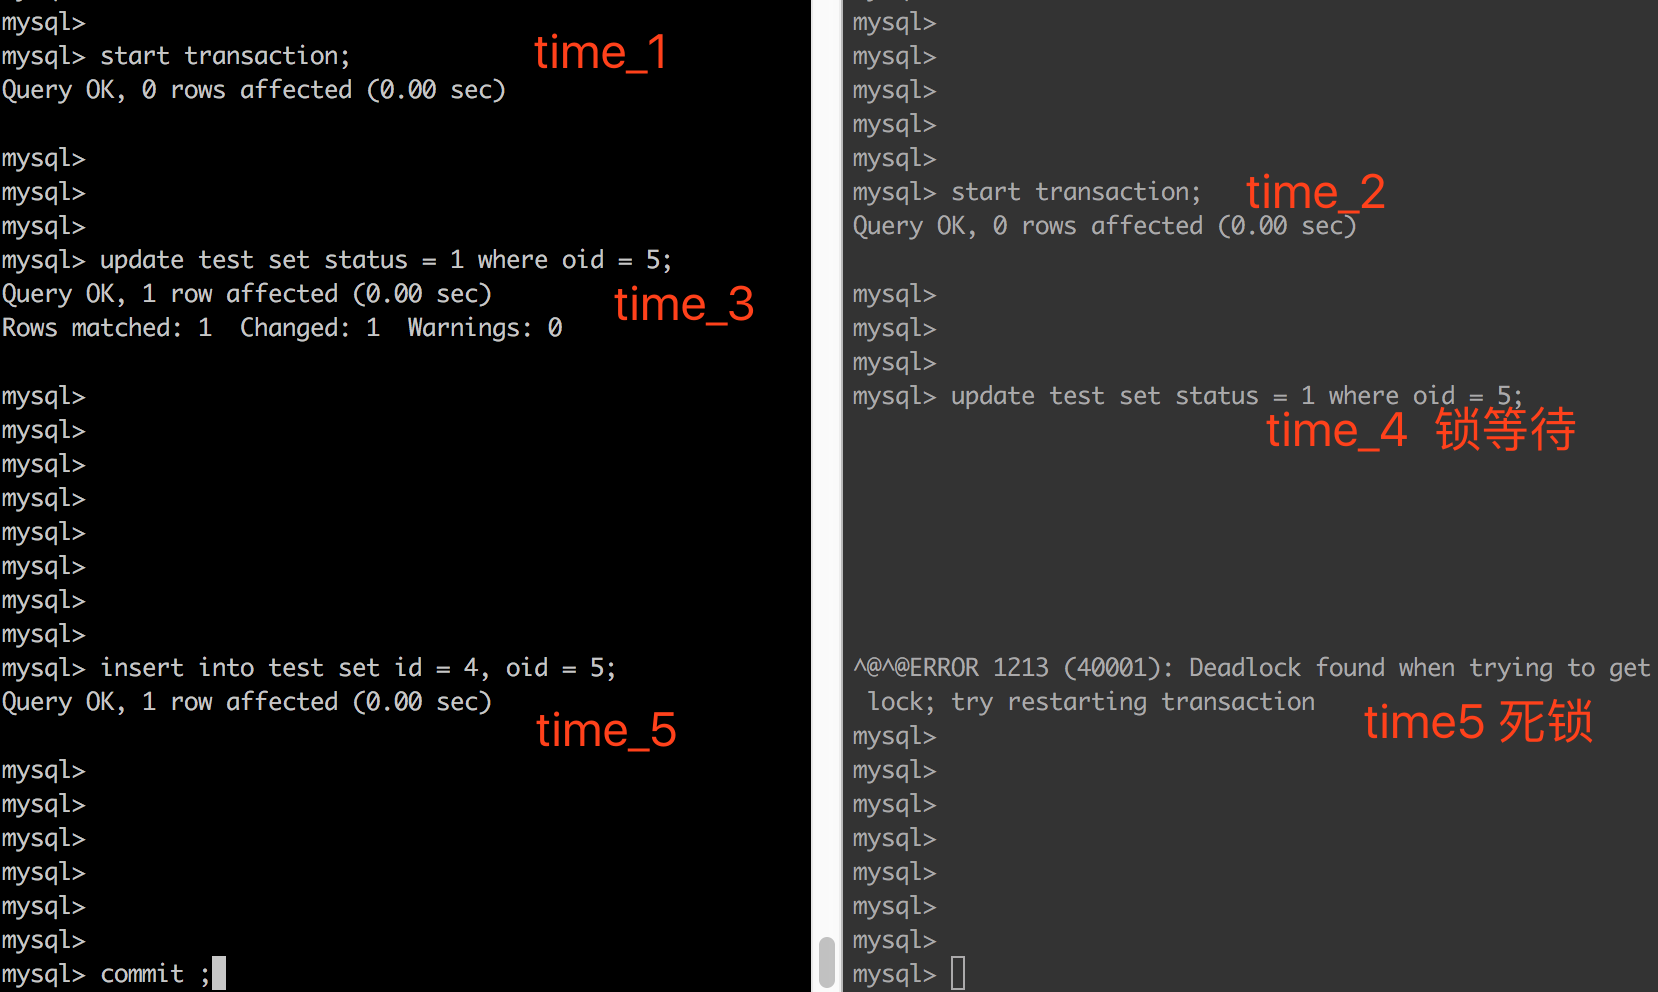 mysql>
mysql> start transaction;
time_1
Query OK, 0 rows affected (0.00 sec)
mysql>
mysql>
mysql>
mysql> update test set status = 1 where oid = 5;
Query OK, 1 row affected (0.00 sec)
time_3
Rows matched: 1  Changed: 1  Warnings: 0
mysql>
mysql>
mysql>
mysql>
mysql>
mysql>
mysql>
mysql>
mysql> insert into test set id = 4, oid = 5;
Query OK, 1 row affected (0.00 sec)
time_5
mysql>
mysql>
mysql>
mysql>
mysql>
mysql>
mysql> commit ;
mysql>
mysql>
mysql>
mysql>
mysql>
mysql> start transaction;
time_2
Query OK, 0 rows affected (0.00 sec)
mysql>
mysql>
mysql>
mysql> update test set status = 1 where oid = 5;
time_4 锁等待
^@^@ERROR 1213 (40001): Deadlock found when trying to get
lock; try restarting transaction
time5 死锁
mysql>
mysql>
mysql>
mysql>
mysql>
mysql>
mysql>
mysql>